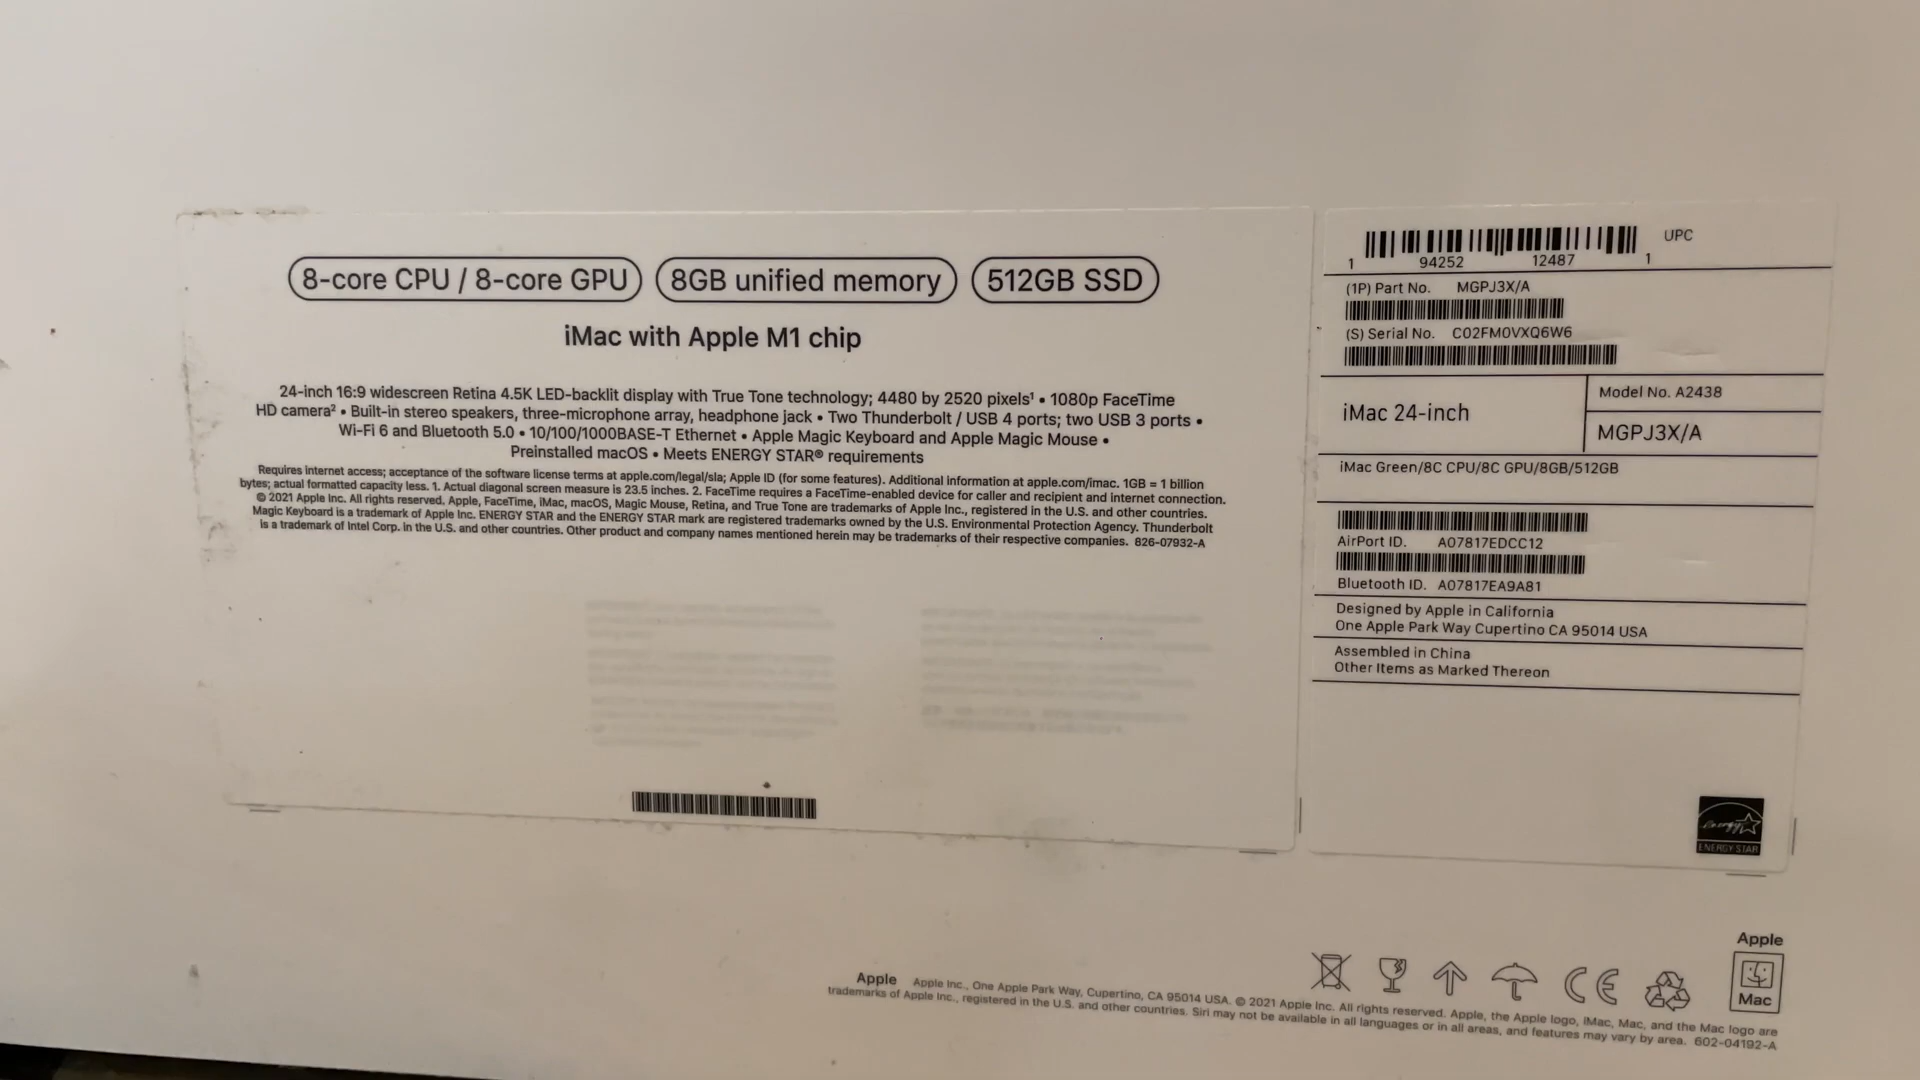 8-core CPU / 8-core GPU
8GB unified memory
512GB SSD
iMac with Apple M1 chip
24-inch 16:9 widescreen Retina 4.5K LED-backlit display with True Tone technology; 4480 by 2520 pixels¹ • 1080p FaceTime
HD camera² • Built-in stereo speakers, three-microphone array, headphone jack • Two Thunderbolt / USB 4 ports; two USB 3 ports •
Wi-Fi 6 and Bluetooth 5.0 • 10/100/1000BASE-T Ethernet • Apple Magic Keyboard and Apple Magic Mouse •
Preinstalled macOS • Meets ENERGY STAR® requirements
Requires internet access; acceptance of the software license terms at apple.com/legal/sla; Apple ID (for some features). Additional information at apple.com/imac. 1GB = 1 billion
bytes; actual formatted capacity less. 1. Actual diagonal screen measure is 23.5 inches. 2. FaceTime requires a FaceTime-enabled device for caller and recipient and internet connection.
© 2021 Apple Inc. All rights reserved. Apple, FaceTime, iMac, macOS, Magic Mouse, Retina, and True Tone are trademarks of Apple Inc., registered in the U.S. and other countries.
Magic Keyboard is a trademark of Apple Inc. ENERGY STAR and the ENERGY STAR mark are registered trademarks owned by the U.S. Environmental Protection Agency. Thunderbolt
is a trademark of Intel Corp. in the U.S. and other countries. Other product and company names mentioned herein may be trademarks of their respective companies. 826-07932-A
UPC
1 94252 12487 1
(1P) Part No. MGPJ3X/A
(S) Serial No. C02FM0VXQ6W6
iMac 24-inch
Model No. A2438
MGPJ3X/A
iMac Green/8C CPU/8C GPU/8GB/512GB
AirPort ID. A07817EDCC12
Bluetooth ID. A07817EA9A81
Designed by Apple in California
One Apple Park Way Cupertino CA 95014 USA
Assembled in China
Other Items as Marked Thereon
energy
ENERGY STAR
Apple
Mac
CE
Apple Apple Inc., One Apple Park Way, Cupertino, CA 95014 USA. © 2021 Apple Inc. All rights reserved. Apple, the Apple logo, iMac, Mac, and the Mac logo are
trademarks of Apple Inc., registered in the U.S. and other countries. Siri may not be available in all languages or in all areas, and features may vary by area. 602-04192-A